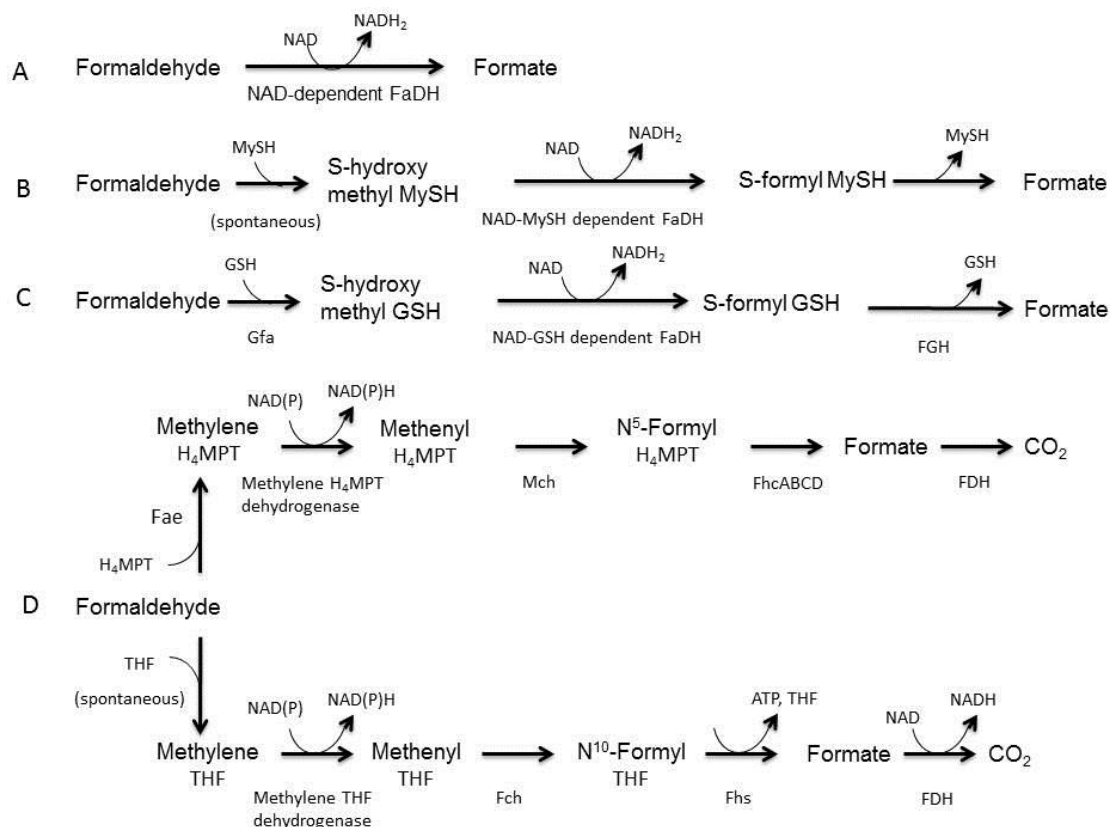 A
Formaldehyde
NAD
NADH₂
NAD-dependent FaDH
Formate
B
Formaldehyde
MySH
(spontaneous)
S-hydroxy
methyl MySH
NAD
NADH₂
NAD-MySH dependent FaDH
S-formyl MySH
MySH
Formate
C
Formaldehyde
GSH
Gfa
S-hydroxy
methyl GSH
NAD
NADH₂
NAD-GSH dependent FaDH
S-formyl GSH
GSH
FGH
Formate
Methylene
H₄MPT
NAD(P)
NAD(P)H
Methylene H₄MPT
dehydrogenase
Methenyl
H₄MPT
Mch
N⁵-Formyl
H₄MPT
FhcABCD
Formate
FDH
CO₂
Fae
H₄MPT
D
Formaldehyde
THF
(spontaneous)
Methylene
THF
NAD(P)
NAD(P)H
Methylene THF
dehydrogenase
Methenyl
THF
Fch
N¹⁰-Formyl
THF
ATP, THF
Fhs
Formate
NAD
NADH
FDH
CO₂